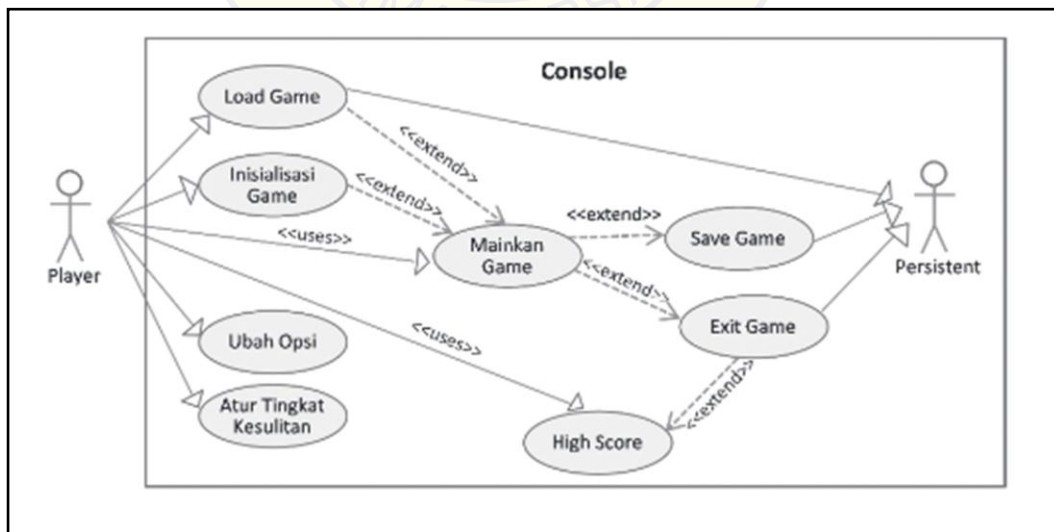 Console
Load Game
<<extend>>
Inisialisasi
Game
<<extend>>
<<uses>>
Mainkan
Game
<<extend>>
Save Game
<<extend>>
Player
Persistent
Exit Game
Ubah Opsi
<<uses>>
<<extend>>
Atur Tingkat
Kesulitan
High Score